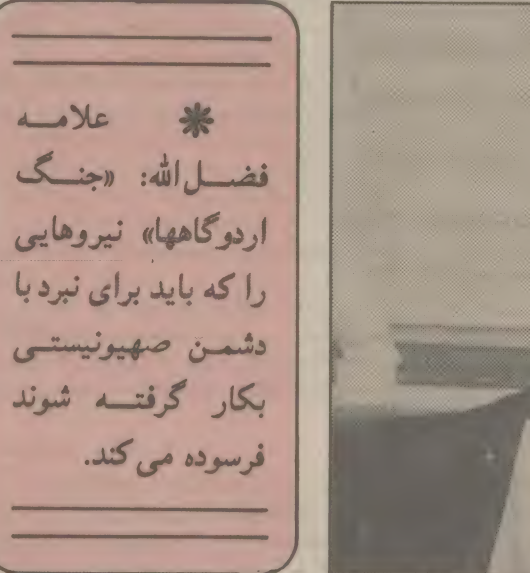 * علامه
فضل‌الله: «جنگ
اردوگاهها» نیروهایی
را که باید برای نبرد با
دشمن صهیونیستی
بکار گرفته شوند
فرسوده می‌کند.